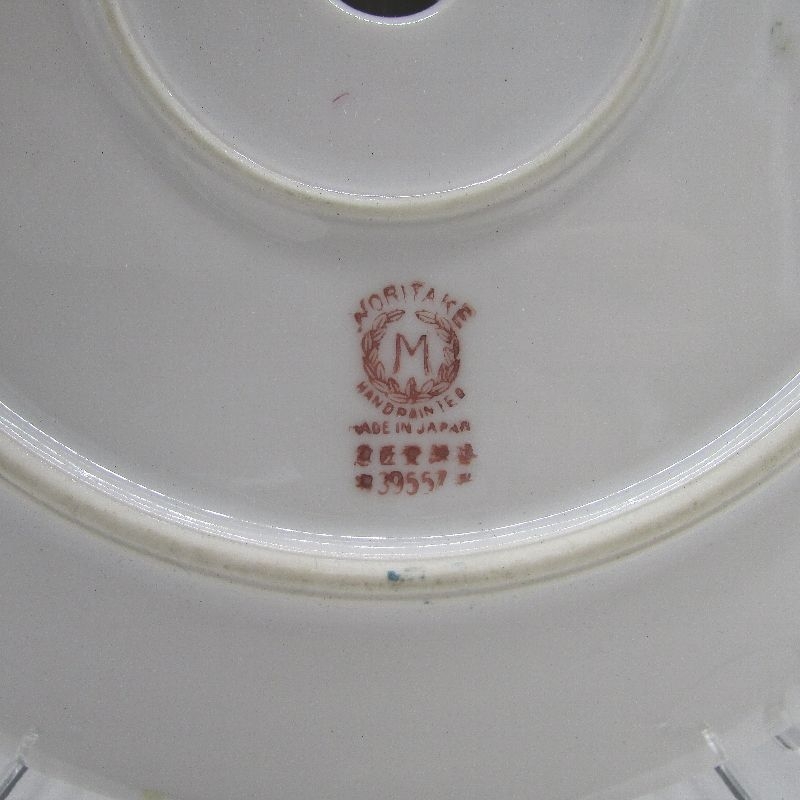 NORITAKE
M
HANDPAINTED
MADE IN JAPAN
39557